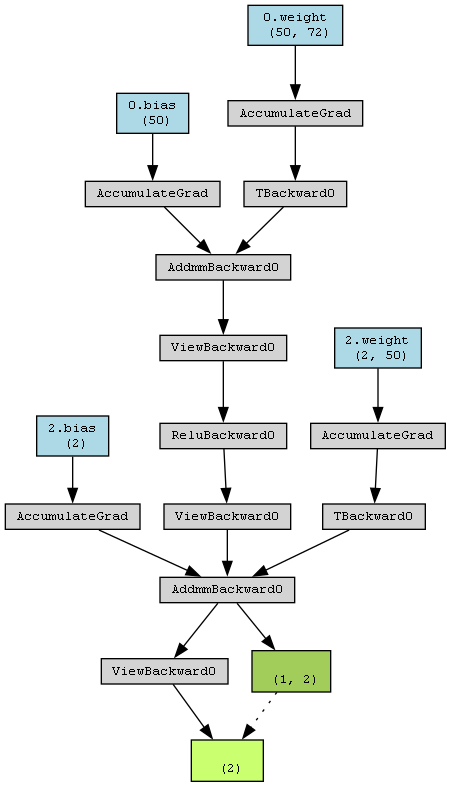 0.weight
(50, 72)
0.bias
(50)
AccumulateGrad
AccumulateGrad
TBackward0
AddmmBackward0
ViewBackward0
2.weight
(2, 50)
2.bias
(2)
ReluBackward0
AccumulateGrad
AccumulateGrad
ViewBackward0
TBackward0
AddmmBackward0
ViewBackward0
(1, 2)
(2)